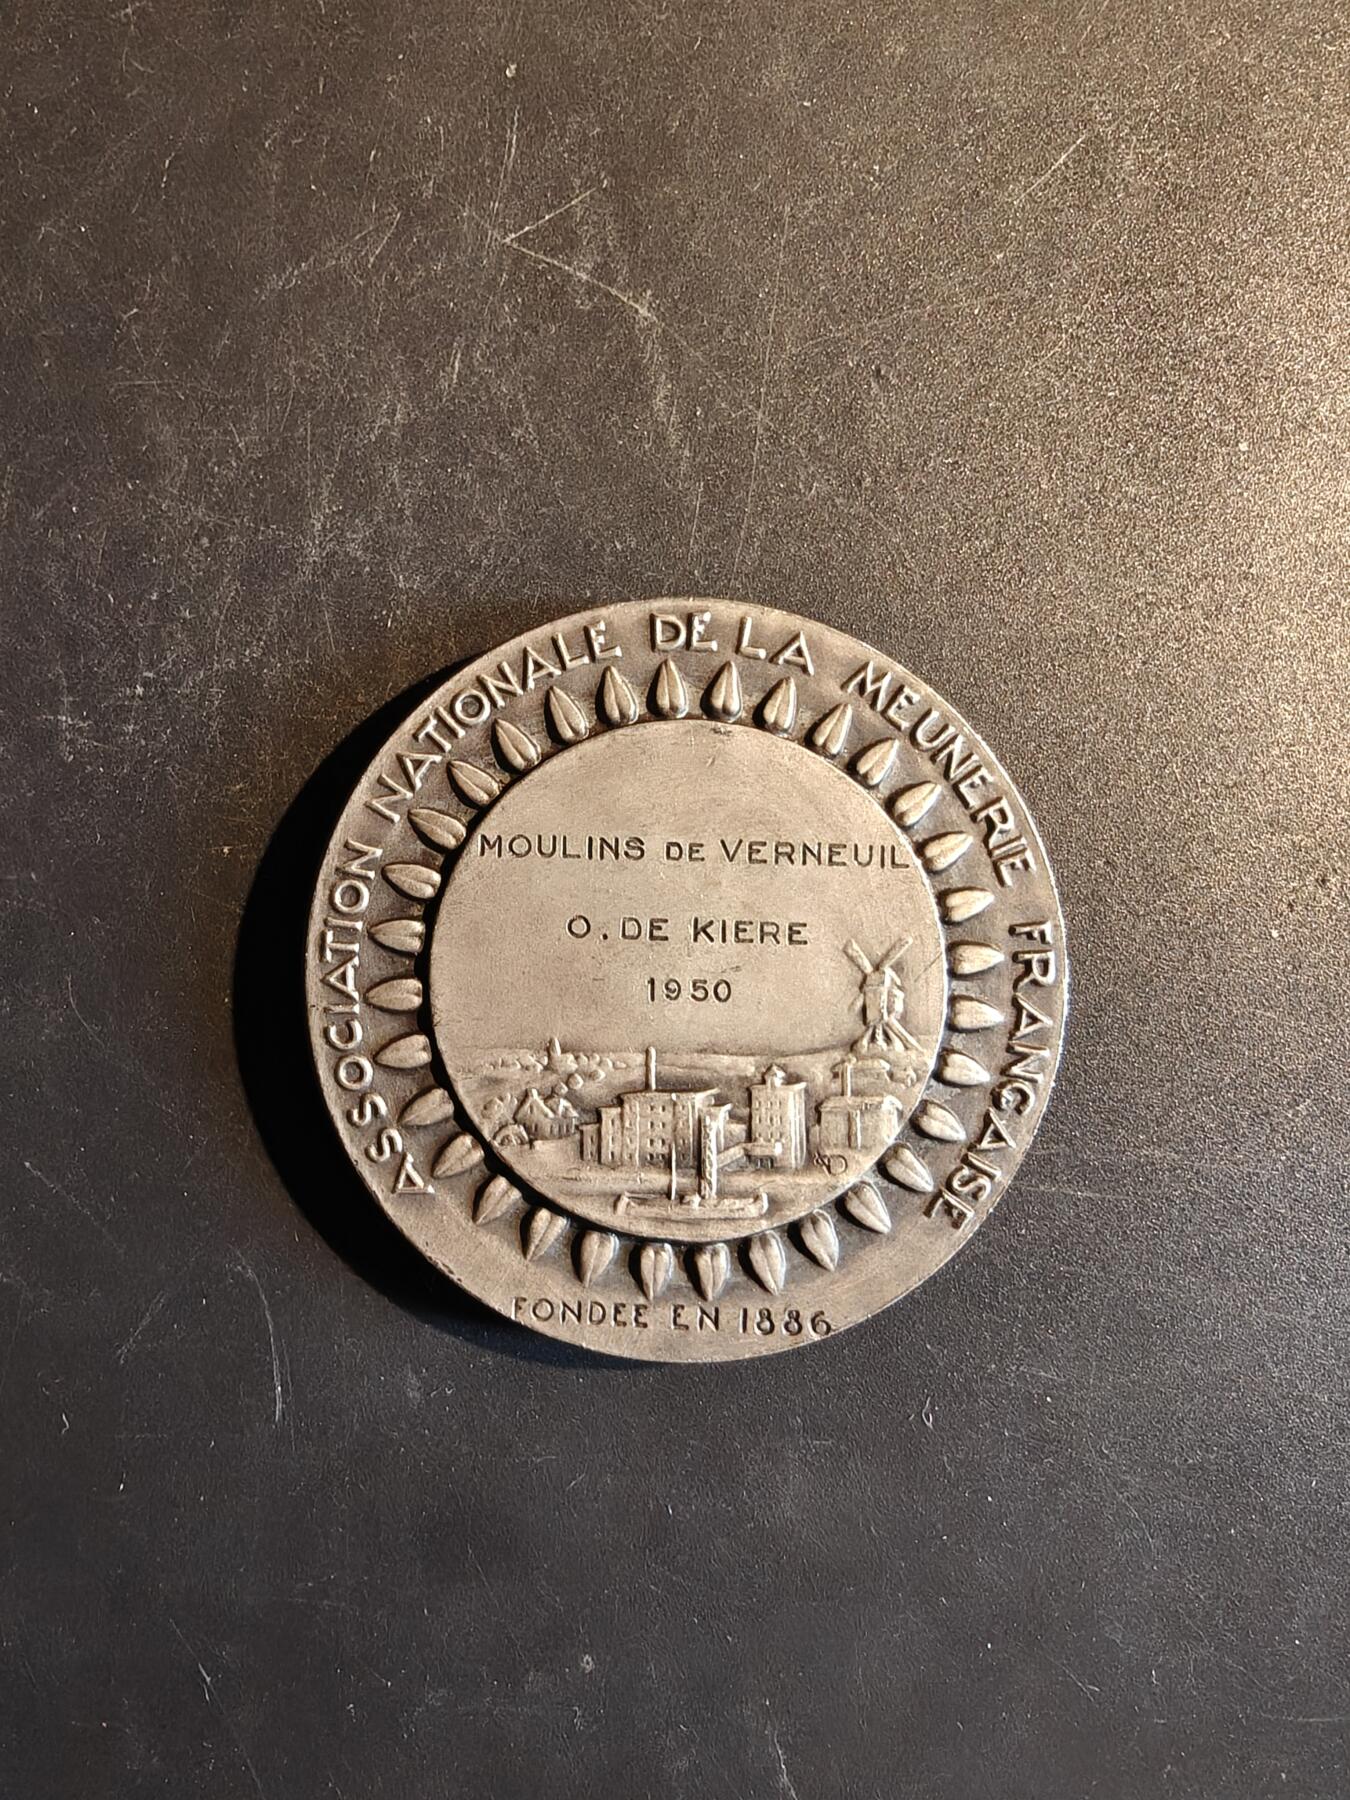 ASSOCIATION NATIONALE DE LA MEUNERIE FRANÇAISE
MOULINS DE VERNEUIL
O. DE KIERE
1950
FONDEE EN 1886